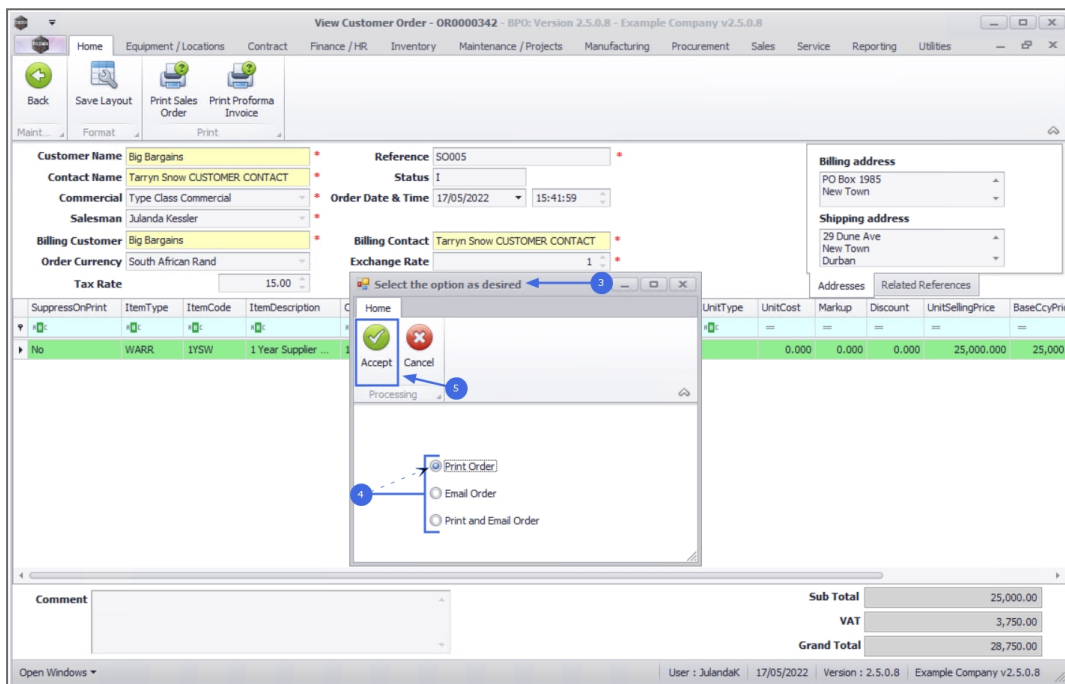 View Customer Order - OR0000342 - BPO: Version 2.5.0.8 - Example Company v2.5.0.8
Home Equipment / Locations Contract Finance / HR Inventory Maintenance / Projects Manufacturing Procurement Sales Service Reporting Utilities
Back Save Layout Print Sales Order Print Proforma Invoice
Maint... Format Print
Customer Name Big Bargains * Reference SO005 *
Contact Name Tarryn Snow CUSTOMER CONTACT * Status I
Commercial Type Class Commercial * Order Date & Time 17/05/2022 15:41:59
Salesman Julanda Kessler *
Billing Customer Big Bargains * Billing Contact Tarryn Snow CUSTOMER CONTACT *
Order Currency South African Rand Exchange Rate 1 *
Tax Rate 15.00
Billing address
PO Box 1985
New Town
Shipping address
29 Dune Ave
New Town
Durban
Addresses Related References
SuppressOnPrint ItemType ItemCode ItemDescription UnitType UnitCost Markup Discount UnitSellingPrice BaseCcyPri
No WARR 1YSW 1 Year Supplier ... 0.000 0.000 0.000 25,000.000 25,000
Select the option as desired 3
Home
Accept Cancel
5
Processing
Print Order
4 Email Order
Print and Email Order
Comment
Sub Total 25,000.00
VAT 3,750.00
Grand Total 28,750.00
Open Windows User : JulandaK 17/05/2022 Version : 2.5.0.8 Example Company v2.5.0.8